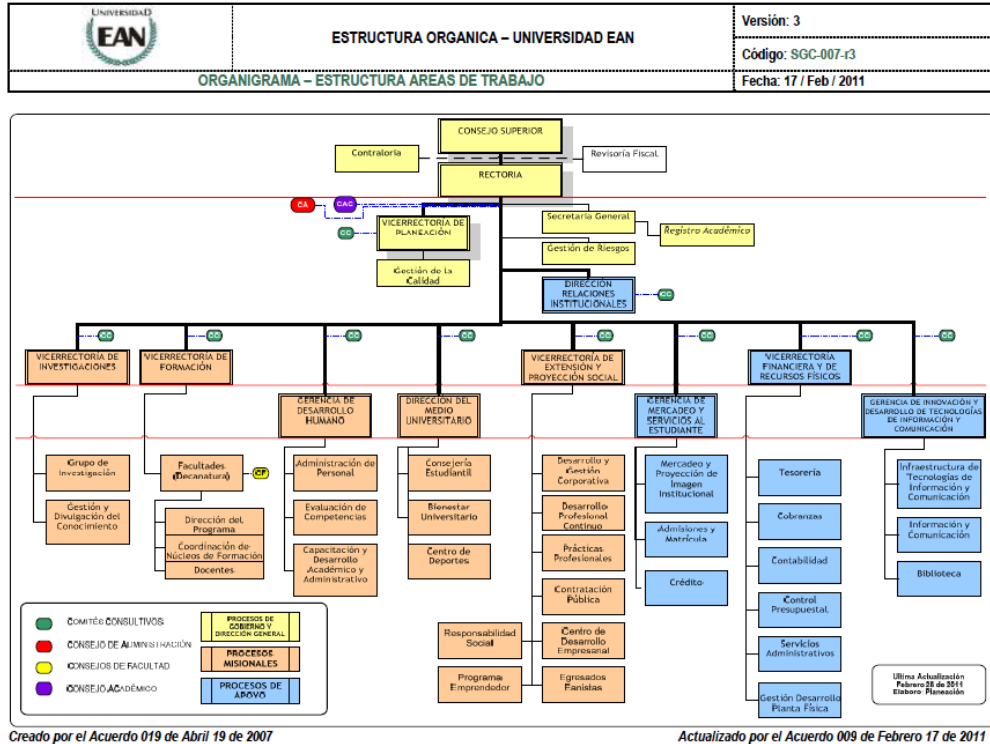 UNIVERSIDAD
EAN
ESTRUCTURA ORGANICA – UNIVERSIDAD EAN
Versión: 3
Código: SGC-007-r3
ORGANIGRAMA – ESTRUCTURA AREAS DE TRABAJO
Fecha: 17 / Feb / 2011
CONSEJO SUPERIOR
Contraloría
Revisoría Fiscal
RECTORIA
CA
CAC
VICERRECTORÍA DE
PLANEACIÓN
CC
Gestión de la
Calidad
Secretaría General
Registro Académico
Gestión de Riesgos
DIRECCIÓN
RELACIONES
INSTITUCIONALES
CC
CC
CC
CC
CC
CC
CC
CC
CC
VICERRECTORÍA DE
INVESTIGACIONES
VICERRECTORÍA DE
FORMACIÓN
VICERRECTORÍA DE
EXTENSIÓN Y
PROYECCIÓN SOCIAL
VICERRECTORÍA
FINANCIERA Y DE
RECURSOS FÍSICOS
GERENCIA DE
DESARROLLO
HUMANO
DIRECCIÓN DEL
MEDIO
UNIVERSITARIO
GERENCIA DE
MERCADEO Y
SERVICIOS AL
ESTUDIANTE
GERENCIA DE INNOVACIÓN Y
DESARROLLO DE TECNOLOGÍAS
DE INFORMACIÓN Y
COMUNICACIÓN
Grupo de
Investigación
Gestión y
Divulgación del
Conocimiento
Facultades
(Decanatura)
CF
Dirección del
Programa
Coordinación de
Núcleos de Formación
Docentes
Administración de
Personal
Evaluación de
Competencias
Capacitación y
Desarrollo
Académico y
Administrativo
Consejería
Estudiantil
Bienestar
Universitario
Centro de
Deportes
Desarrollo y
Gestión
Corporativa
Desarrollo
Profesional
Continuo
Prácticas
Profesionales
Contratación
Pública
Responsabilidad
Social
Centro de
Desarrollo
Empresarial
Programa
Emprendedor
Egresados
Eanistas
Mercadeo y
Proyección de
Imagen
Institucional
Admisiones y
Matrícula
Crédito
Tesorería
Cobranzas
Contabilidad
Control
Presupuestal
Servicios
Administrativos
Gestión Desarrollo
Planta Física
Infraestructura de
Tecnologías de
Información y
Comunicación
Información y
Comunicación
Biblioteca
COMITÉS CONSULTIVOS
CONSEJO DE ADMINISTRACIÓN
CONSEJOS DE FACULTAD
CONSEJO ACADÉMICO
PROCESOS DE
GOBIERNO Y
DIRECCIÓN GENERAL
PROCESOS
MISIONALES
PROCESOS DE
APOYO
Ultima Actualización
Febrero 28 de 2011
Elaboro: Planeación
Creado por el Acuerdo 019 de Abril 19 de 2007
Actualizado por el Acuerdo 009 de Febrero 17 de 2011